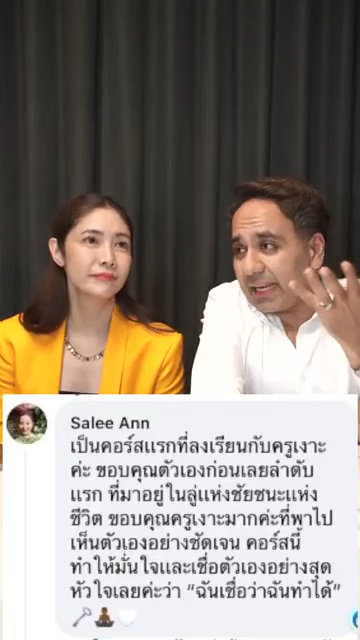 Salee Ann
เป็นคอร์สแรกที่ลงเรียนกับครูเงาะ
ค่ะ ขอบคุณตัวเองก่อนเลยลำดับ
แรก ที่มาอยู่ในลู่แห่งชัยชนะแห่ง
ชีวิต ขอบคุณครูเงาะมากค่ะที่พาไป
เห็นตัวเองอย่างชัดเจน คอร์สนี้
ทำให้มั่นใจและเชื่อตัวเองอย่างสุด
หัวใจเลยค่ะว่า “ฉันเชื่อว่าฉันทำได้”
🗝️🧘🏾‍♀️🤍